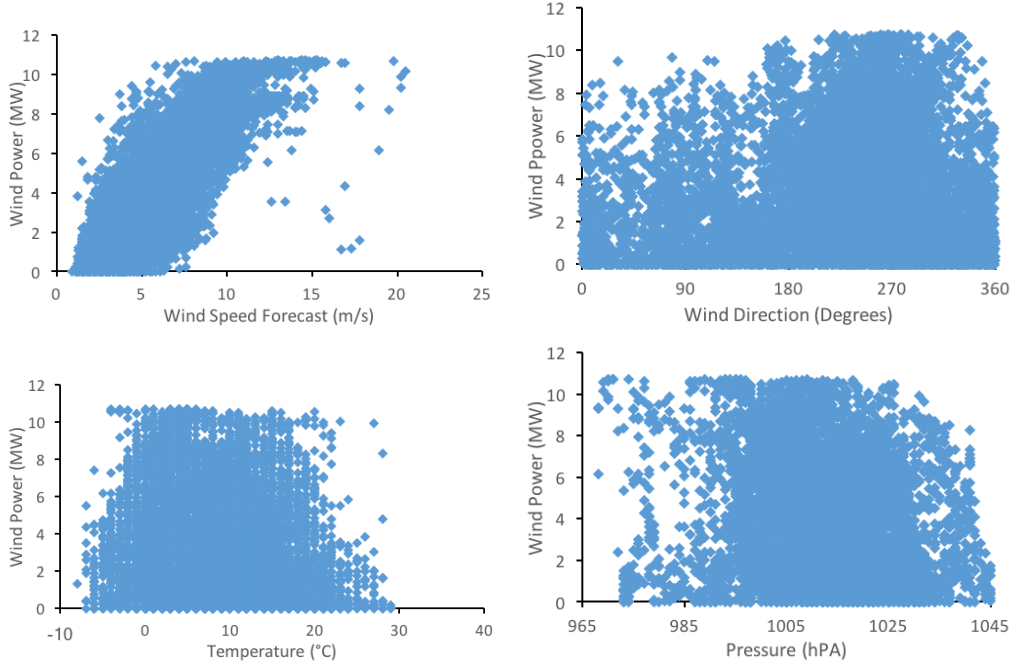 Wind Power (MW)
12
10
8
6
4
2
0
0 5 10 15 20 25
Wind Speed Forecast (m/s)
Wind Ppower (MW)
12
10
8
6
4
2
0
0 90 180 270 360
Wind Direction (Degrees)
Wind Power (MW)
12
10
8
6
4
2
0
-10 0 10 20 30 40
Temperature (°C)
Wind Power (MW)
12
10
8
6
4
2
0
965 985 1005 1025 1045
Pressure (hPA)